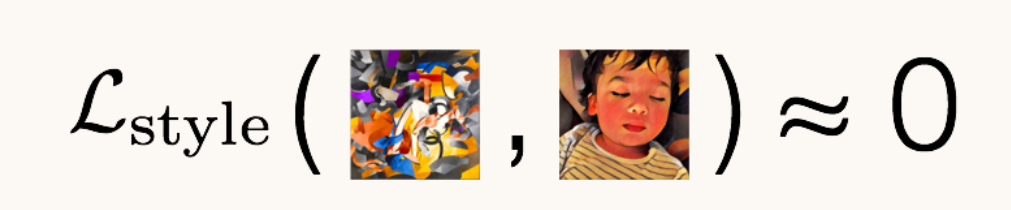 ℒstyle ( , ) ≈ 0